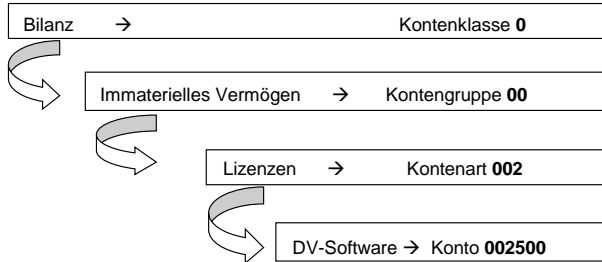 Bilanz → Kontenklasse 0
Immaterielles Vermögen → Kontengruppe 00
Lizenzen → Kontenart 002
DV-Software → Konto 002500